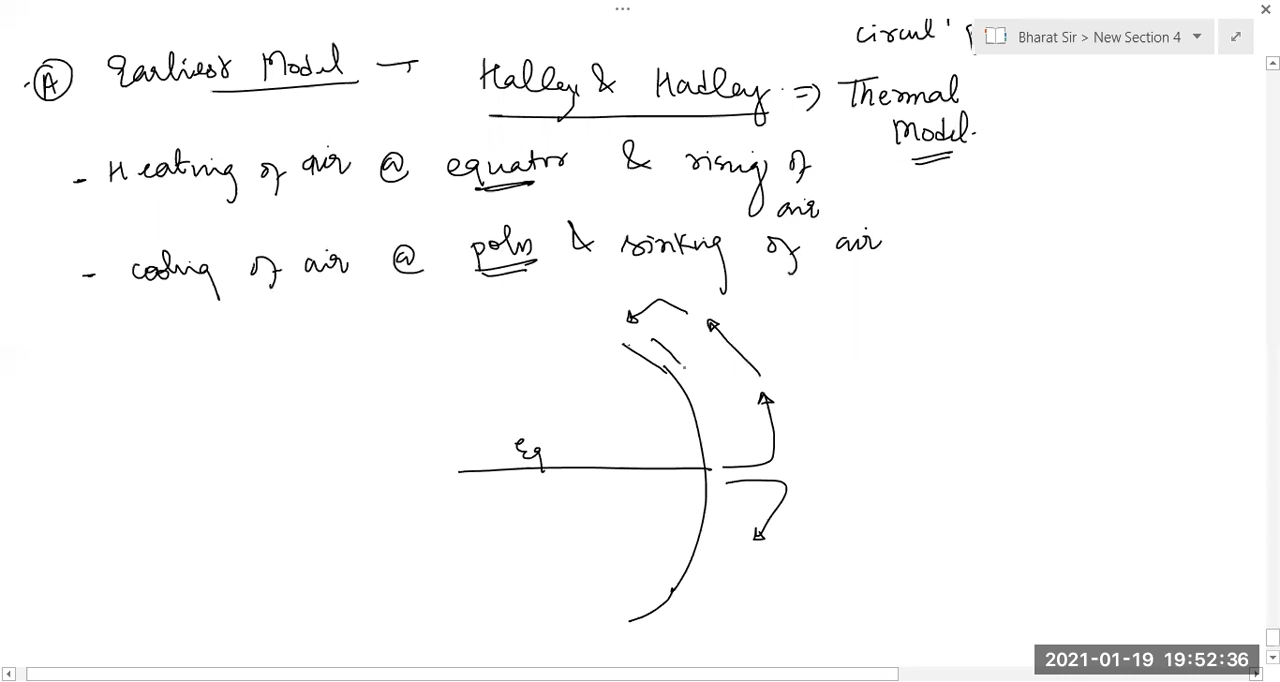 circul'
Bharat Sir > New Section 4
A Earliest Model → Halley & Hadley ⇒ Thermal
Model.
- Heating of air @ equator & rising of
air
- cooling of air @ poles & sinking of air
Eq
2021-01-19 19:52:36